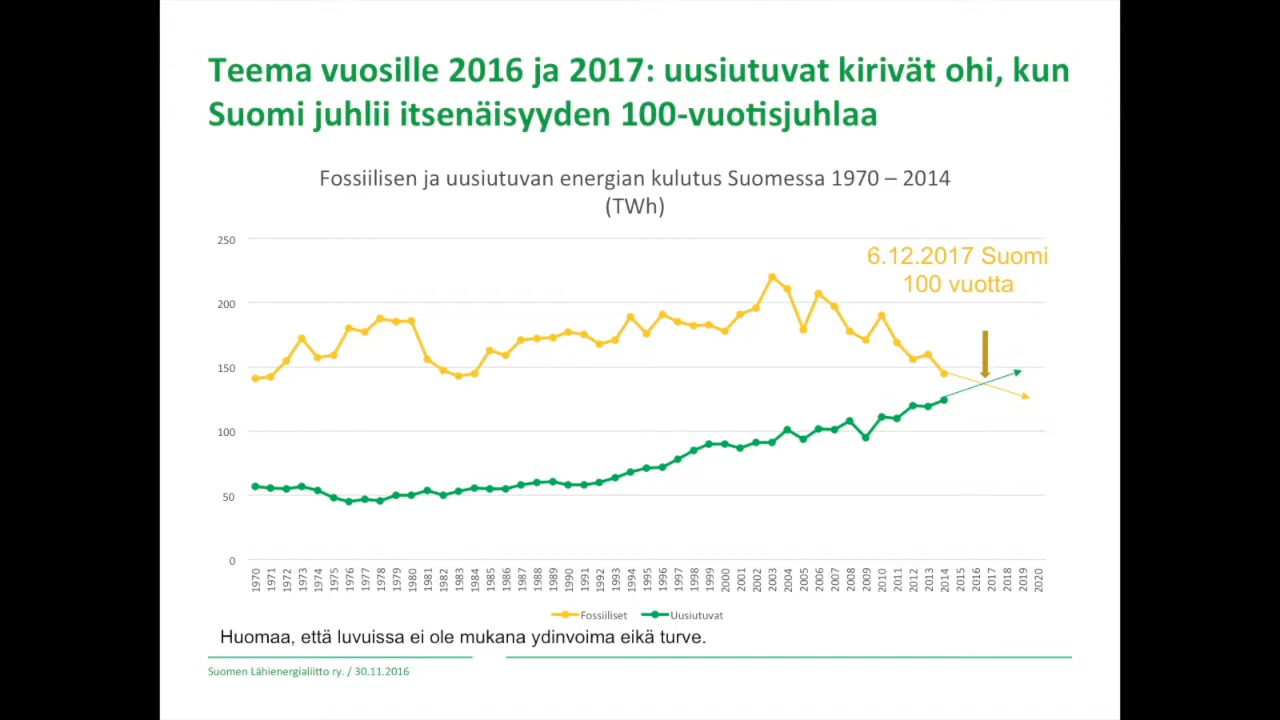 Teema vuosille 2016 ja 2017: uusiutuvat kirivät ohi, kun
Suomi juhlii itsenäisyyden 100-vuotisjuhlaa
Fossiilisen ja uusiutuvan energian kulutus Suomessa 1970 – 2014
(TWh)
250
200
150
100
50
0
6.12.2017 Suomi
100 vuotta
1970 1971 1972 1973 1974 1975 1976 1977 1978 1979 1980 1981 1982 1983 1984 1985 1986 1987 1988 1989 1990 1991 1992 1993 1994 1995 1996 1997 1998 1999 2000 2001 2002 2003 2004 2005 2006 2007 2008 2009 2010 2011 2012 2013 2014 2015 2016 2017 2018 2019 2020
Fossiiliset Uusiutuvat
Huomaa, että luvuissa ei ole mukana ydinvoima eikä turve.
Suomen Lähienergialiitto ry. / 30.11.2016